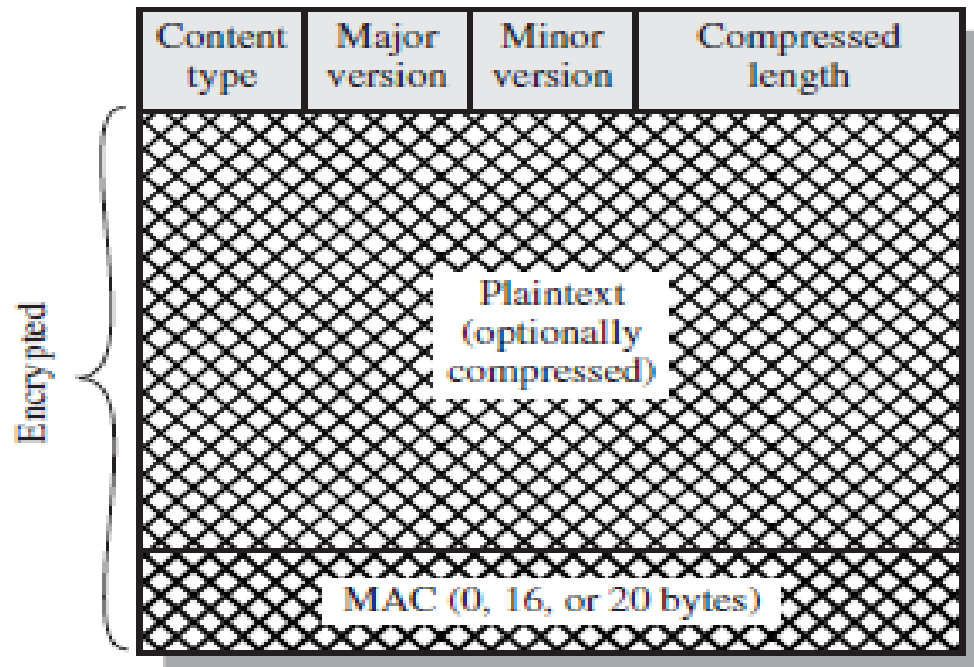 Content type
Major version
Minor version
Compressed length
Encrypted
Plaintext
(optionally
compressed)
MAC (0, 16, or 20 bytes)